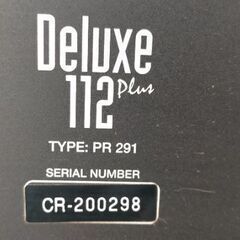 Deluxe
112 Plus
TYPE: PR 291
SERIAL NUMBER
CR-200298